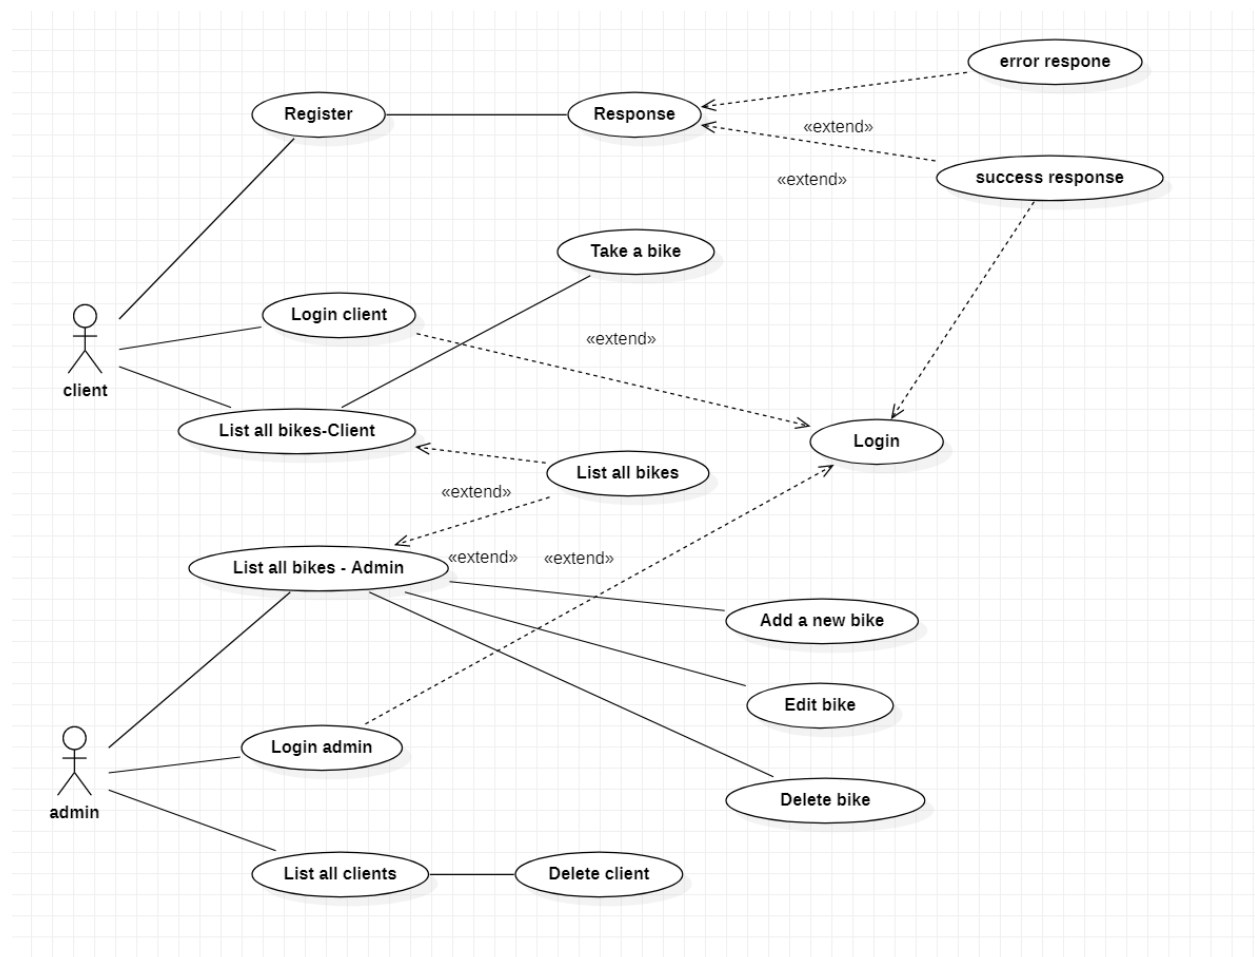 error respone
Register
Response
«extend»
success response
«extend»
Take a bike
Login client
«extend»
client
List all bikes-Client
Login
List all bikes
«extend»
«extend»
«extend»
List all bikes - Admin
Add a new bike
Edit bike
Login admin
Delete bike
admin
List all clients
Delete client